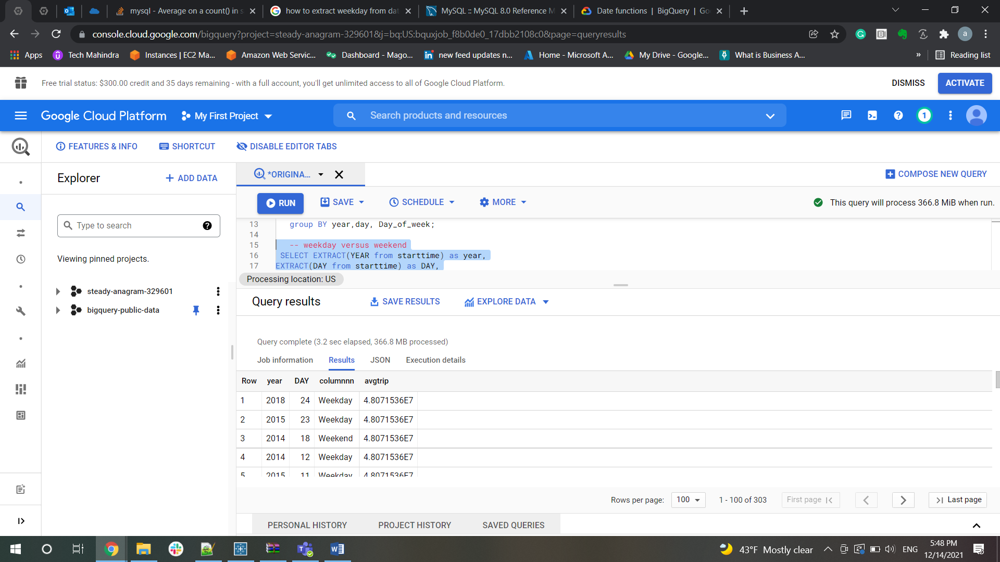 mysql - Average on a count() in s
how to extract weekday from dat
MySQL :: MySQL 8.0 Reference M
Date functions | BigQuery | Go
console.cloud.google.com/bigquery?project=steady-anagram-329601&j=bq:US:bquxjob_f8b0de0_17dbb2108c0&page=queryresults
a
Apps
Tech Mahindra
Instances | EC2 Ma...
Amazon Web Servic...
Dashboard - Mago...
new feed updates n...
Home - Microsoft A...
My Drive - Google...
What is Business A...
»
Reading list
Free trial status: $300.00 credit and 35 days remaining - with a full account, you'll get unlimited access to all of Google Cloud Platform.
DISMISS
ACTIVATE
Google Cloud Platform
My First Project
Search products and resources
1
FEATURES & INFO
SHORTCUT
DISABLE EDITOR TABS
Explorer
+ ADD DATA
*ORIGINA...
COMPOSE NEW QUERY
RUN
SAVE
SCHEDULE
MORE
This query will process 366.8 MiB when run.
Type to search
Viewing pinned projects.
steady-anagram-329601
bigquery-public-data
13 group BY year,day, Day_of_week;
14
15 -- weekday versus weekend
16 SELECT EXTRACT(YEAR from starttime) as year,
17 EXTRACT(DAY from starttime) as DAY,
Processing location: US
Query results
SAVE RESULTS
EXPLORE DATA
Query complete (3.2 sec elapsed, 366.8 MB processed)
Job information
Results
JSON
Execution details
Row year DAY columnnn avgtrip
1 2018 24 Weekday 4.8071536E7
2 2015 23 Weekday 4.8071536E7
3 2014 18 Weekend 4.8071536E7
4 2014 12 Weekday 4.8071536E7
5 2015 11 Weekday 4.8071536E7
Rows per page: 100
1 - 100 of 303
First page
Last page
PERSONAL HISTORY
PROJECT HISTORY
SAVED QUERIES
43°F Mostly clear
ENG
5:48 PM
12/14/2021